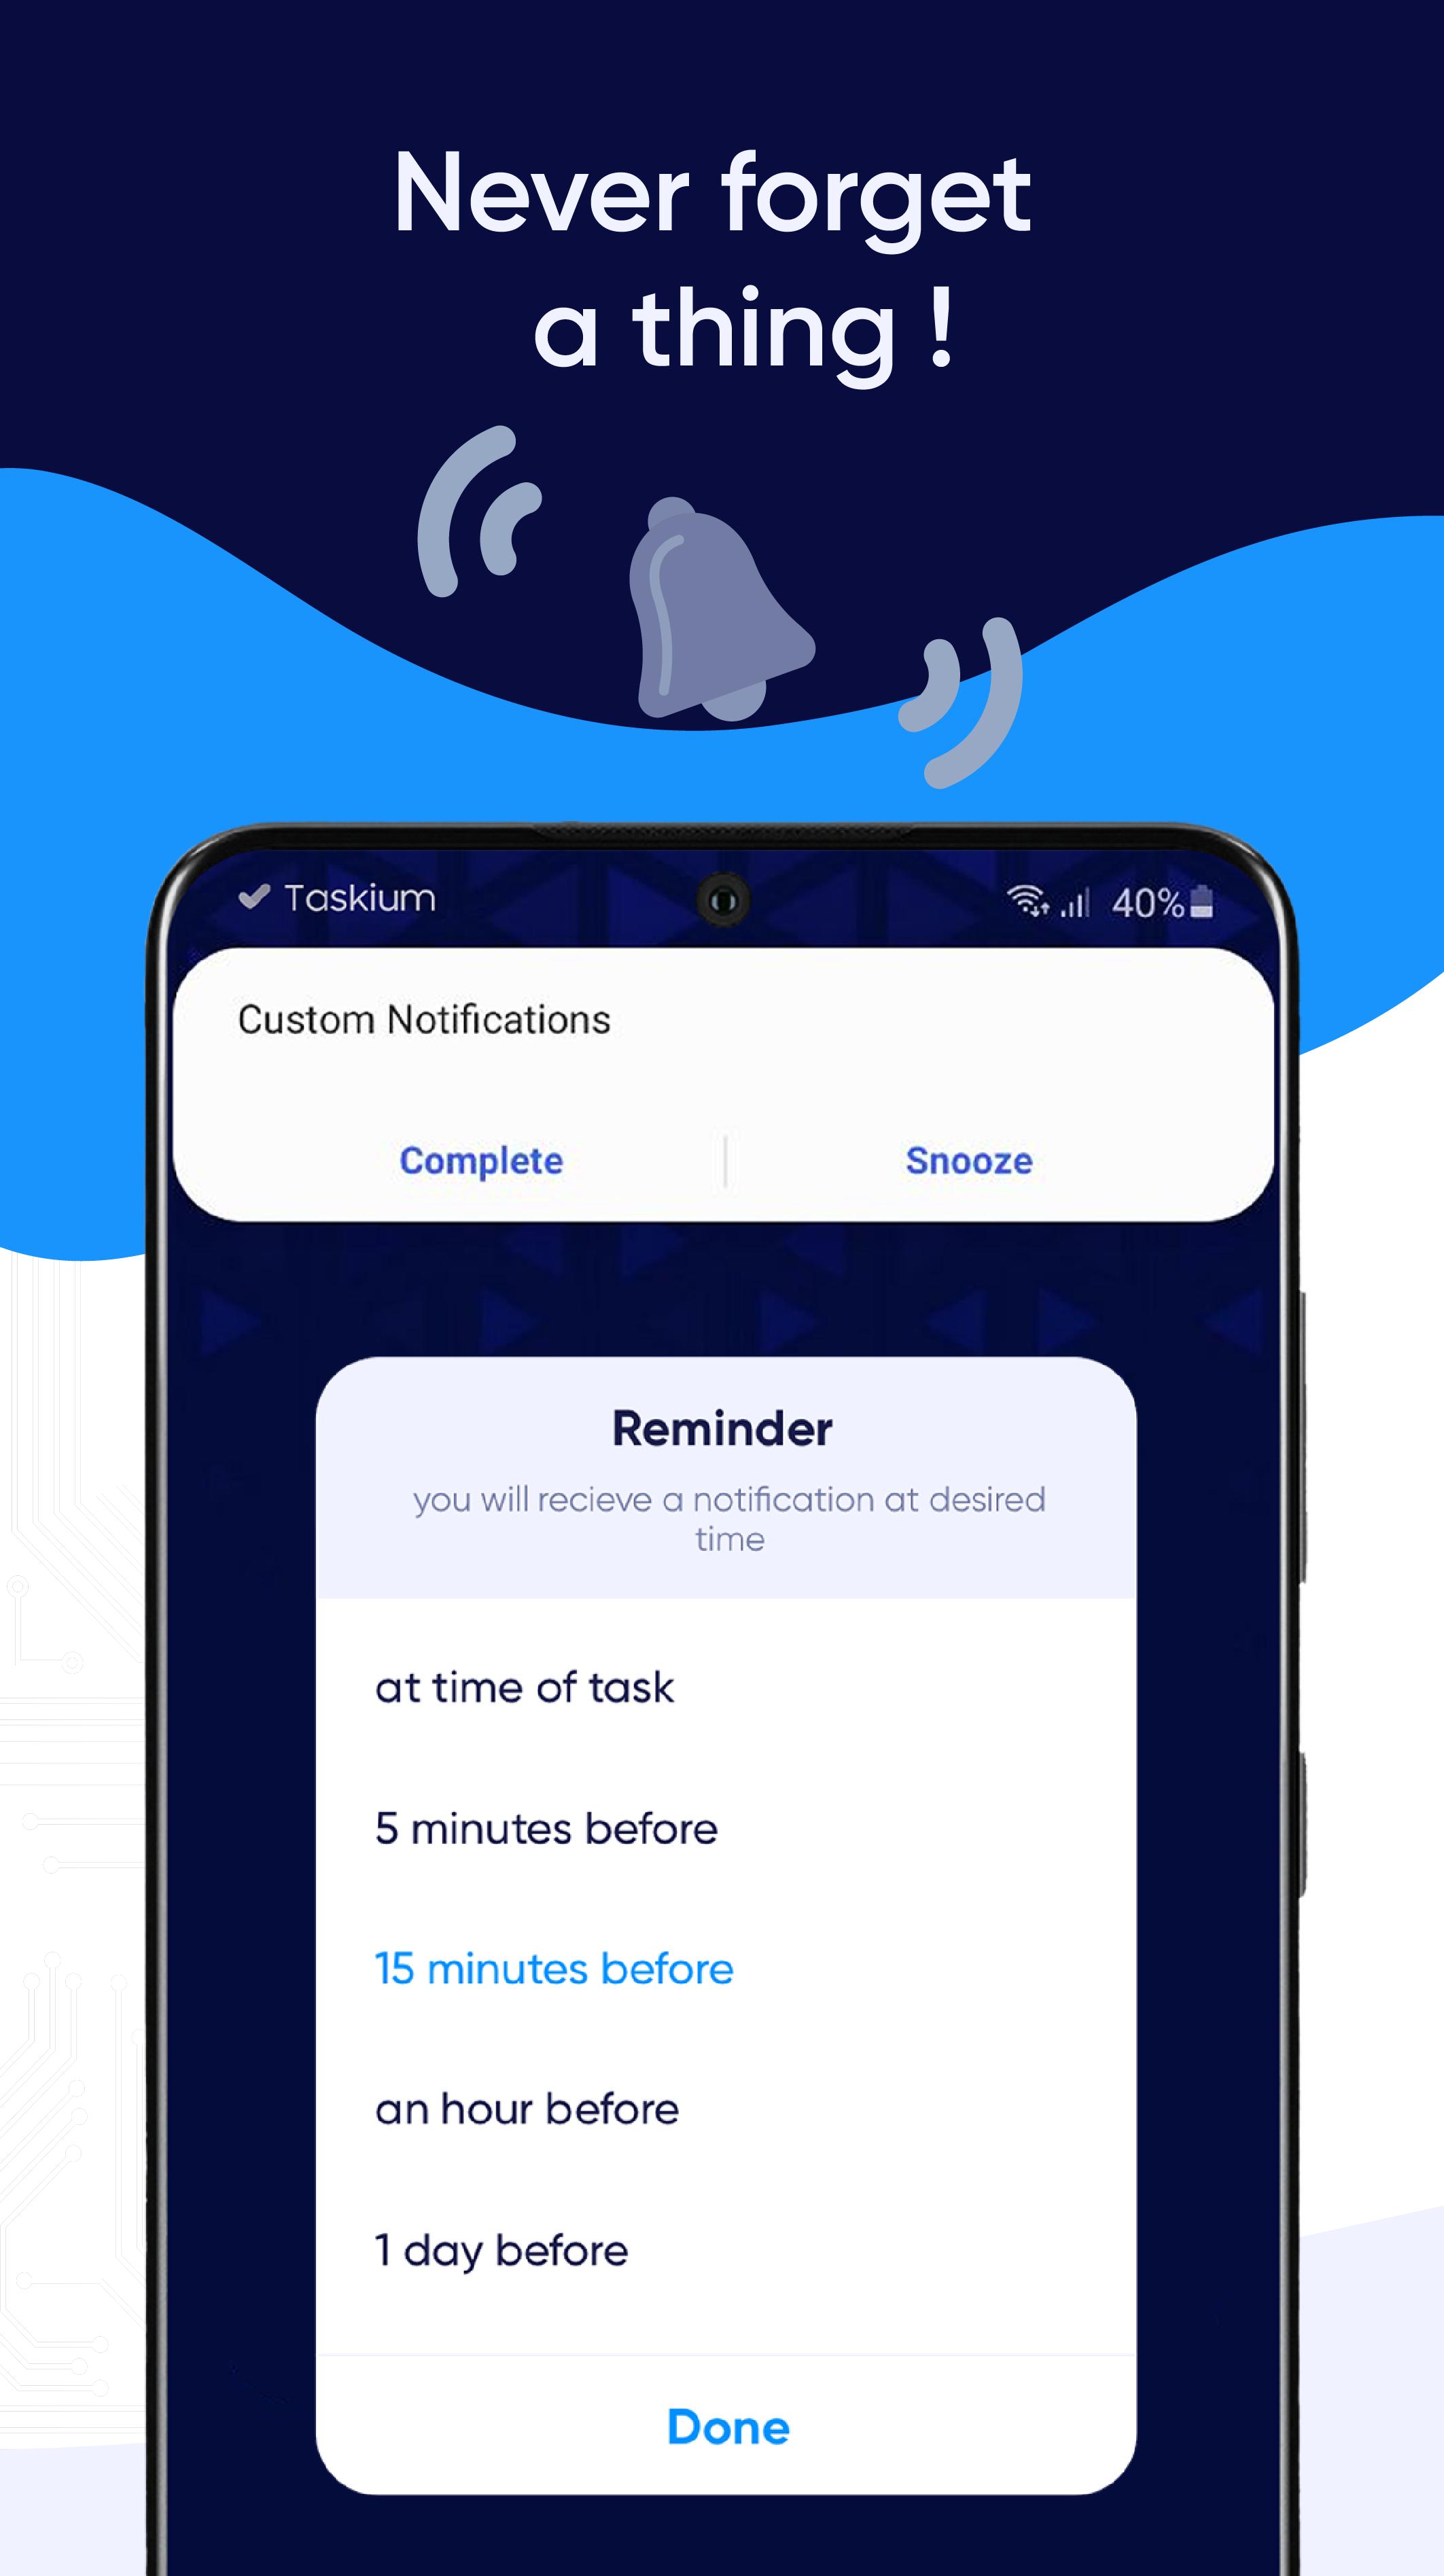 Never forget
a thing !
Taskium
40%
Custom Notifications
Complete
Snooze
Reminder
you will recieve a notification at desired
time
at time of task
5 minutes before
15 minutes before
an hour before
1 day before
Done